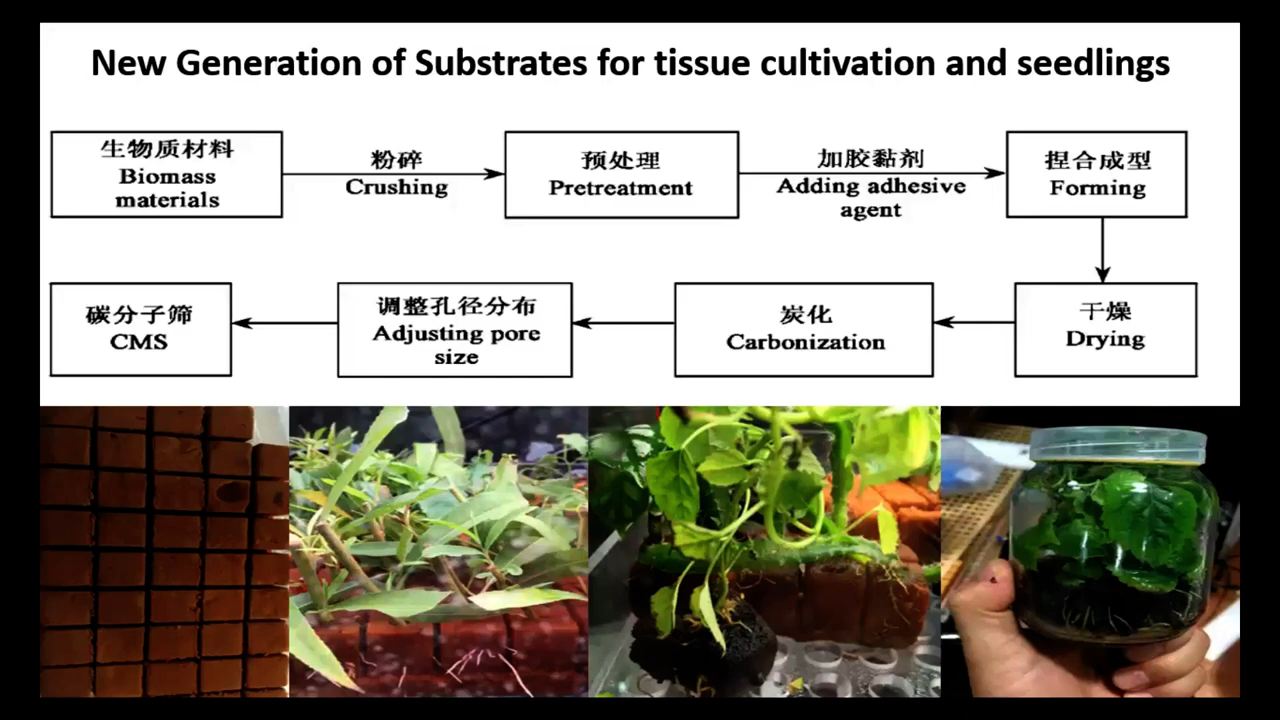 New Generation of Substrates for tissue cultivation and seedlings
生物质材料
Biomass
materials
粉碎
Crushing
预处理
Pretreatment
加胶黏剂
Adding adhesive
agent
捏合成型
Forming
干燥
Drying
炭化
Carbonization
调整孔径分布
Adjusting pore
size
碳分子筛
CMS